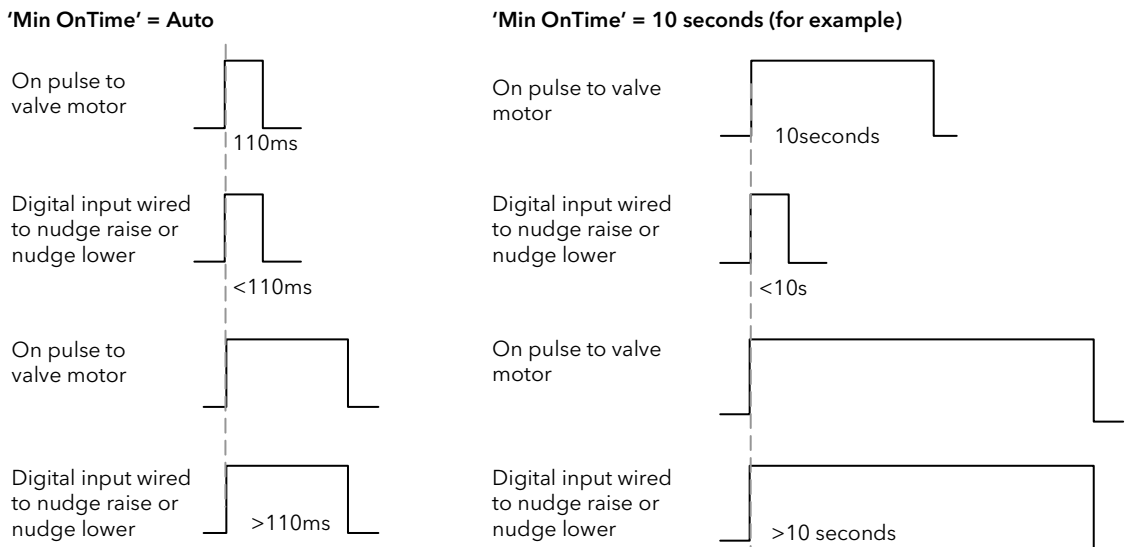 ‘Min OnTime’ = Auto
On pulse to
valve motor
110ms
Digital input wired
to nudge raise or
nudge lower
<110ms
On pulse to
valve motor
Digital input wired
to nudge raise or
nudge lower
>110ms
‘Min OnTime’ = 10 seconds (for example)
On pulse to valve
motor
10seconds
Digital input wired
to nudge raise or
nudge lower
<10s
On pulse to valve
motor
Digital input wired
to nudge raise or
nudge lower
>10 seconds